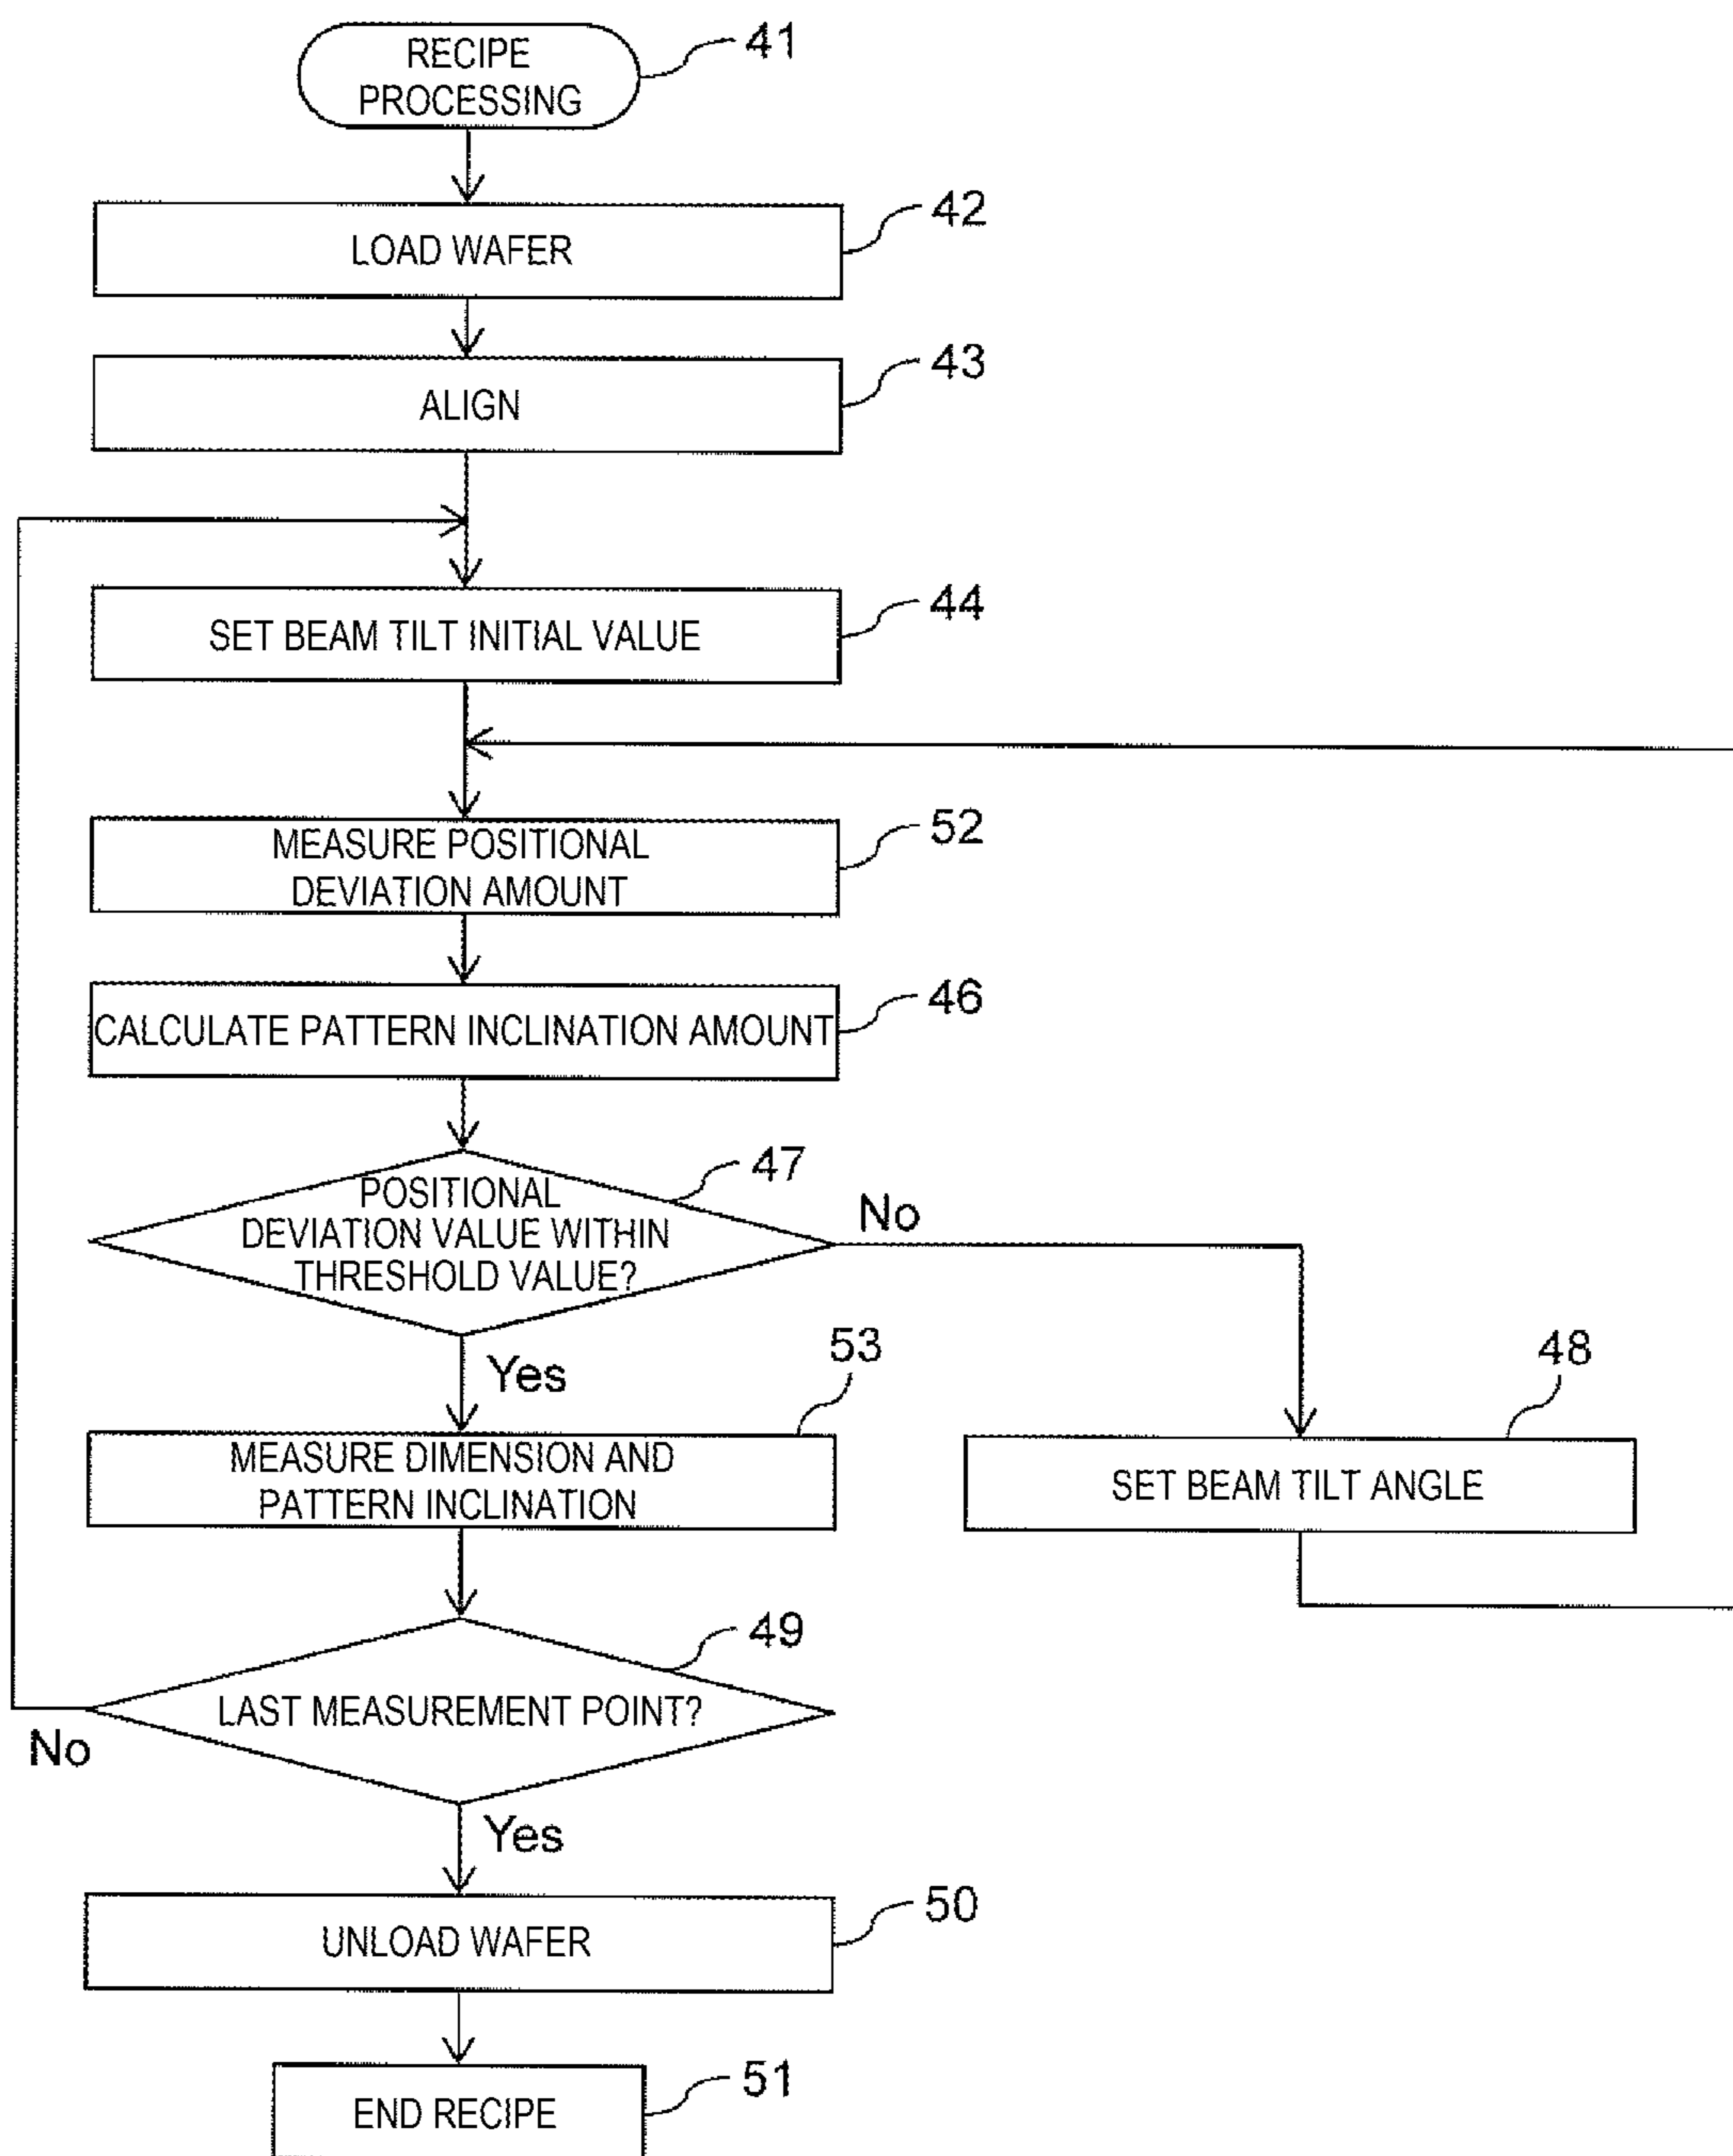 RECIPE
PROCESSING
41
LOAD WAFER
42
ALIGN
43
SET BEAM TILT INITIAL VALUE
44
MEASURE POSITIONAL
DEVIATION AMOUNT
52
CALCULATE PATTERN INCLINATION AMOUNT
46
POSITIONAL
DEVIATION VALUE WITHIN
THRESHOLD VALUE?
47
No
Yes
MEASURE DIMENSION AND
PATTERN INCLINATION
53
SET BEAM TILT ANGLE
48
LAST MEASUREMENT POINT?
49
No
Yes
UNLOAD WAFER
50
END RECIPE
51